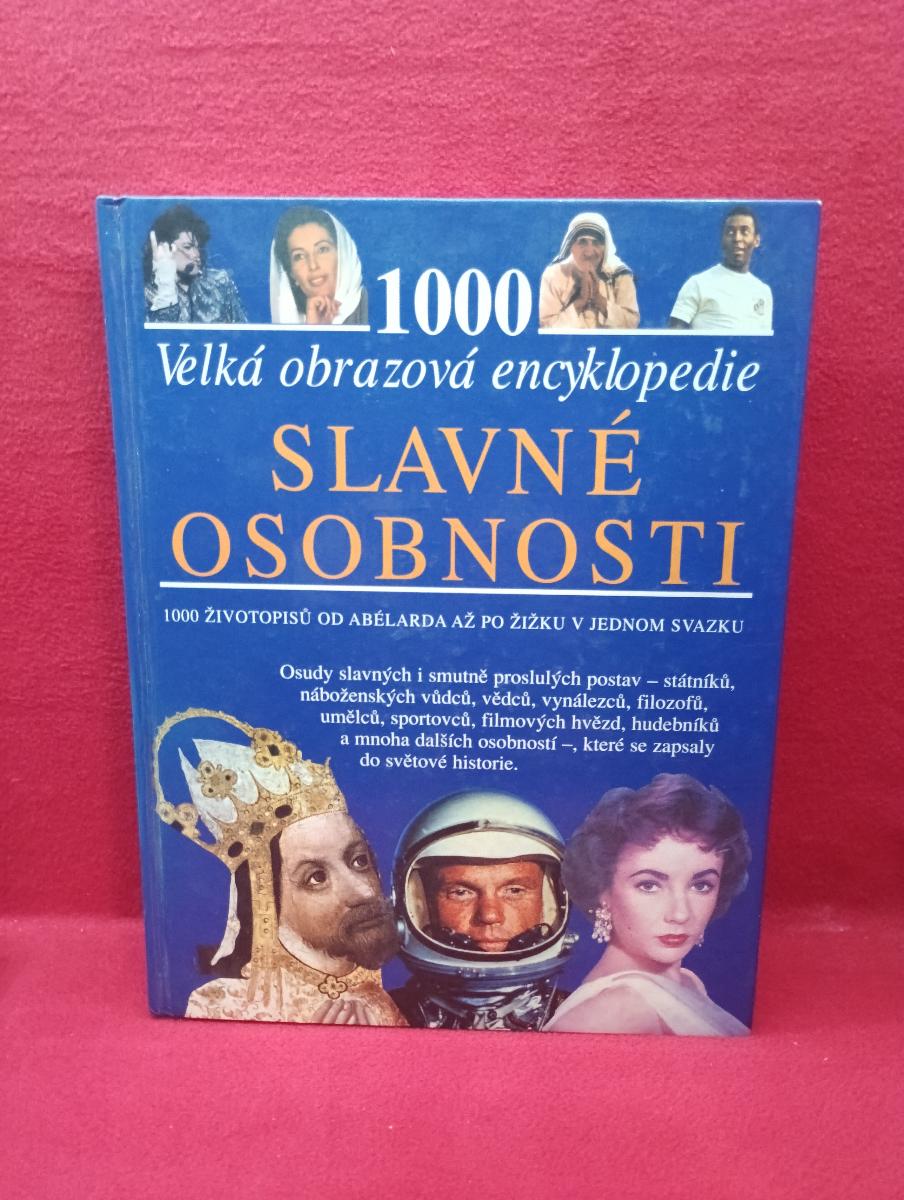 1000
Velká obrazová encyklopedie
SLAVNÉ
OSOBNOSTI
1000 ŽIVOTOPISŮ OD ABÉLARDA AŽ PO ŽIŽKU V JEDNOM SVAZKU
Osudy slavných i smutně proslulých postav – státníků,
náboženských vůdců, vědců, vynálezců, filozofů,
umělců, sportovců, filmových hvězd, hudebníků
a mnoha dalších osobností –, které se zapsaly
do světové historie.